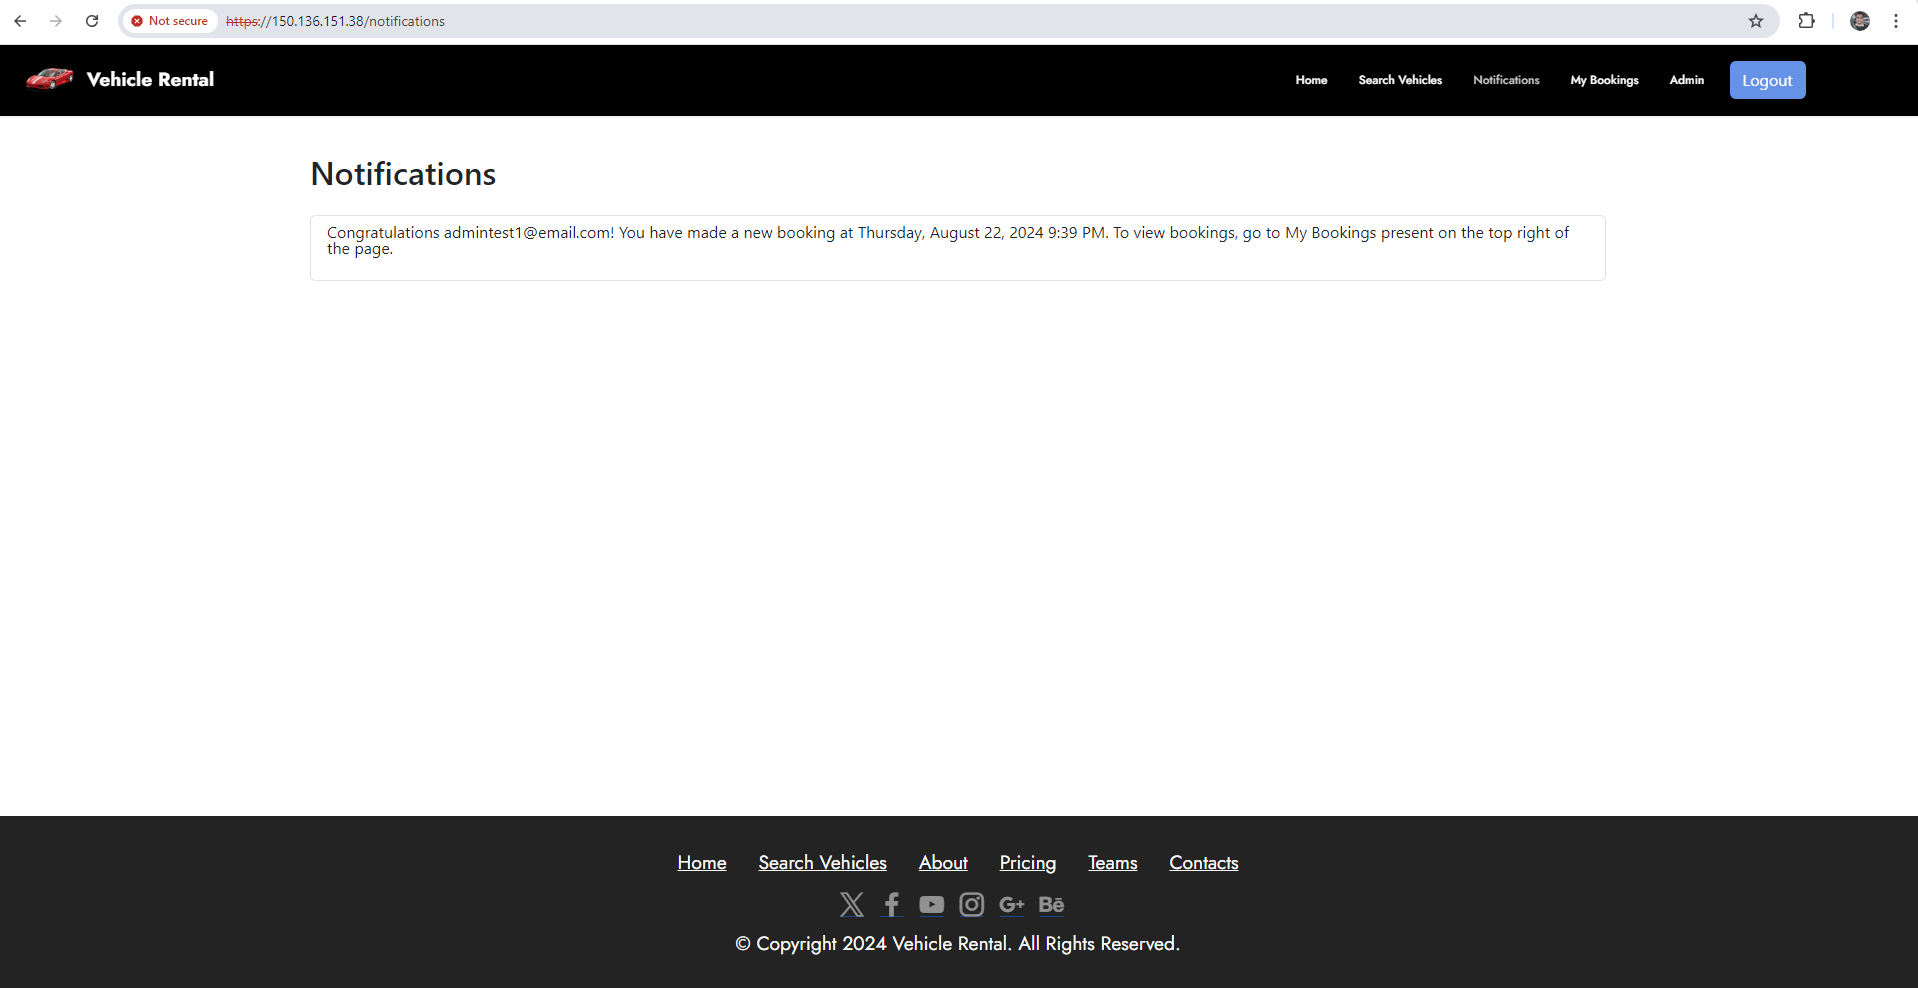 Not secure https://150.136.151.38/notifications
Vehicle Rental Home Search Vehicles Notifications My Bookings Admin Logout
Notifications
Congratulations admintest1@email.com! You have made a new booking at Thursday, August 22, 2024 9:39 PM. To view bookings, go to My Bookings present on the top right of
the page.
Home Search Vehicles About Pricing Teams Contacts
G+ Bē
© Copyright 2024 Vehicle Rental. All Rights Reserved.